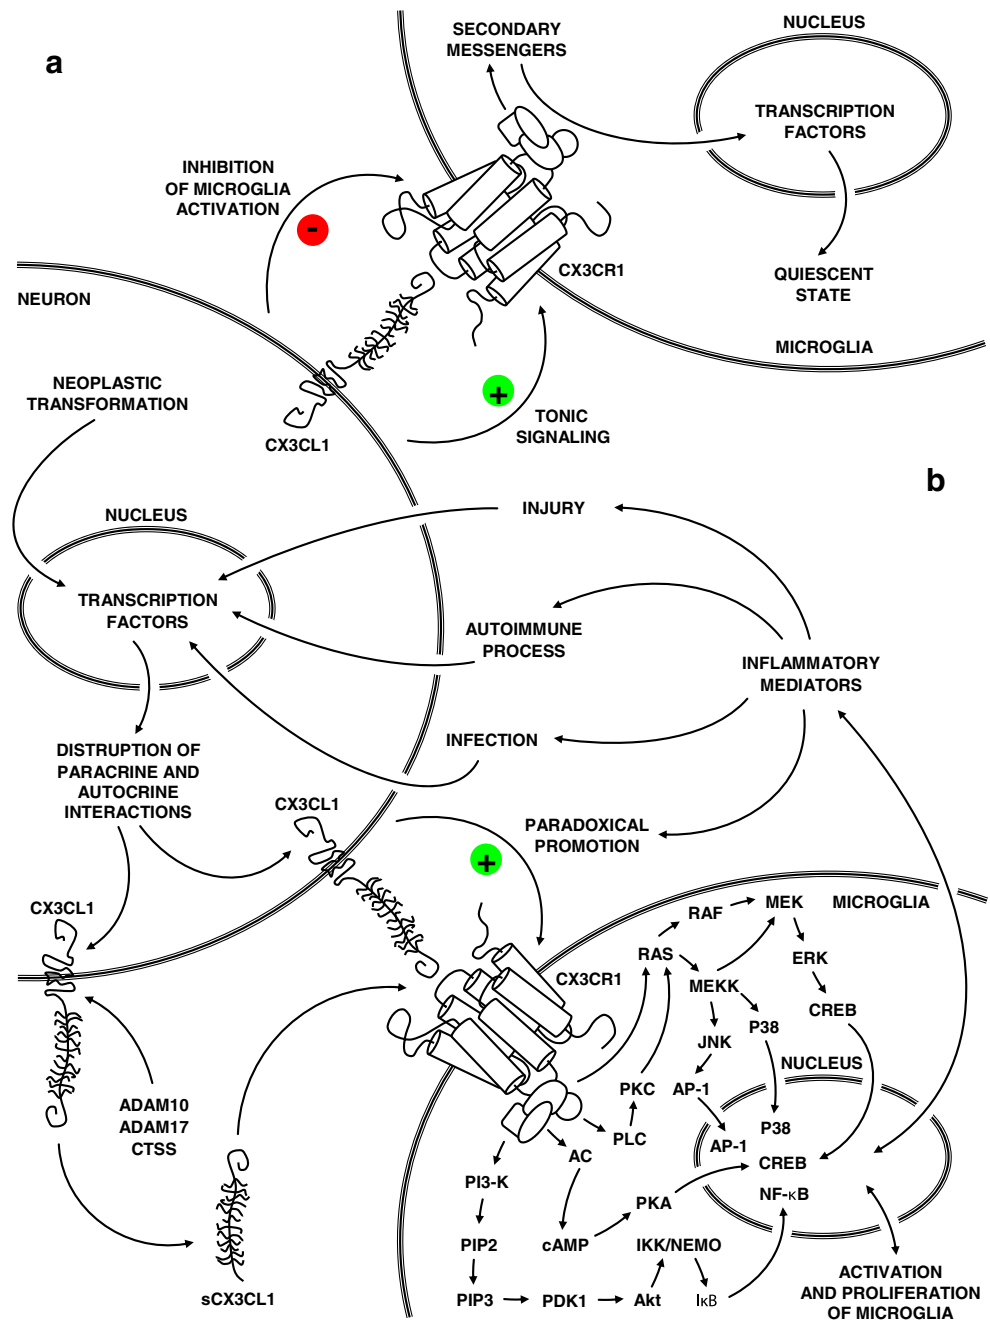 a
SECONDARY
MESSENGERS
NUCLEUS
TRANSCRIPTION
FACTORS
INHIBITION
OF MICROGLIA
ACTIVATION
-
CX3CR1
QUIESCENT
STATE
MICROGLIA
NEURON
NEOPLASTIC
TRANSFORMATION
CX3CL1
+
TONIC
SIGNALING
b
INJURY
NUCLEUS
TRANSCRIPTION
FACTORS
AUTOIMMUNE
PROCESS
INFLAMMATORY
MEDIATORS
INFECTION
DISTRUPTION OF
PARACRINE AND
AUTOCRINE
INTERACTIONS
CX3CL1
PARADOXICAL
PROMOTION
+
CX3CL1
MICROGLIA
CX3CR1
RAS
RAF
MEK
ERK
CREB
MEKK
JNK
P38
AP-1
NUCLEUS
PKC
PLC
AP-1
P38
CREB
NF-κB
ADAM10
ADAM17
CTSS
AC
PI3-K
PKA
PIP2
cAMP
IKK/NEMO
PIP3
PDK1
Akt
IκB
sCX3CL1
ACTIVATION
AND PROLIFERATION
OF MICROGLIA